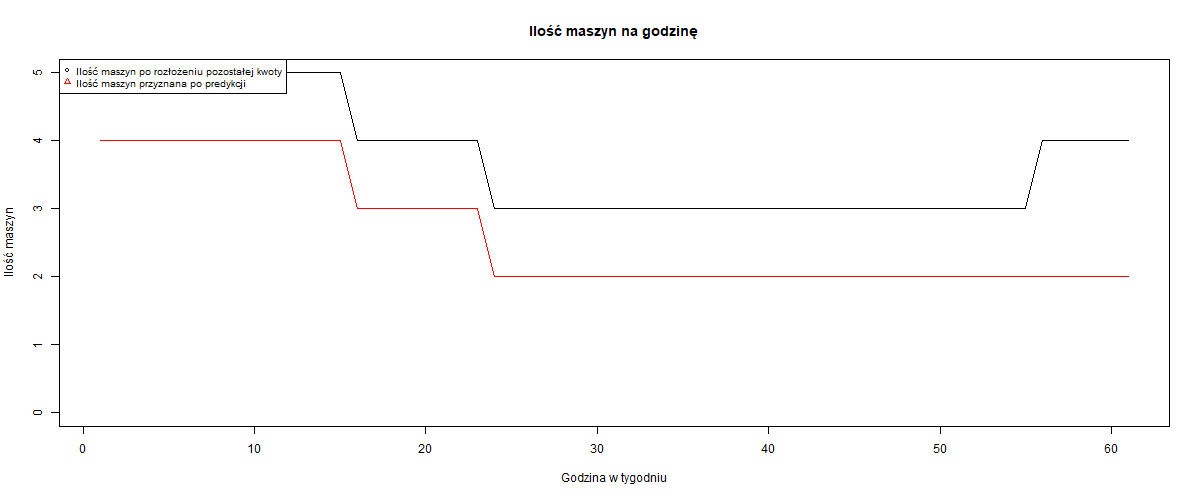 Ilość maszyn na godzinę
Ilość maszyn po rozłożeniu pozostałej kwoty
Ilość maszyn przyznana po predykcji
5
4
3
2
1
0
Ilość maszyn
0 10 20 30 40 50 60
Godzina w tygodniu